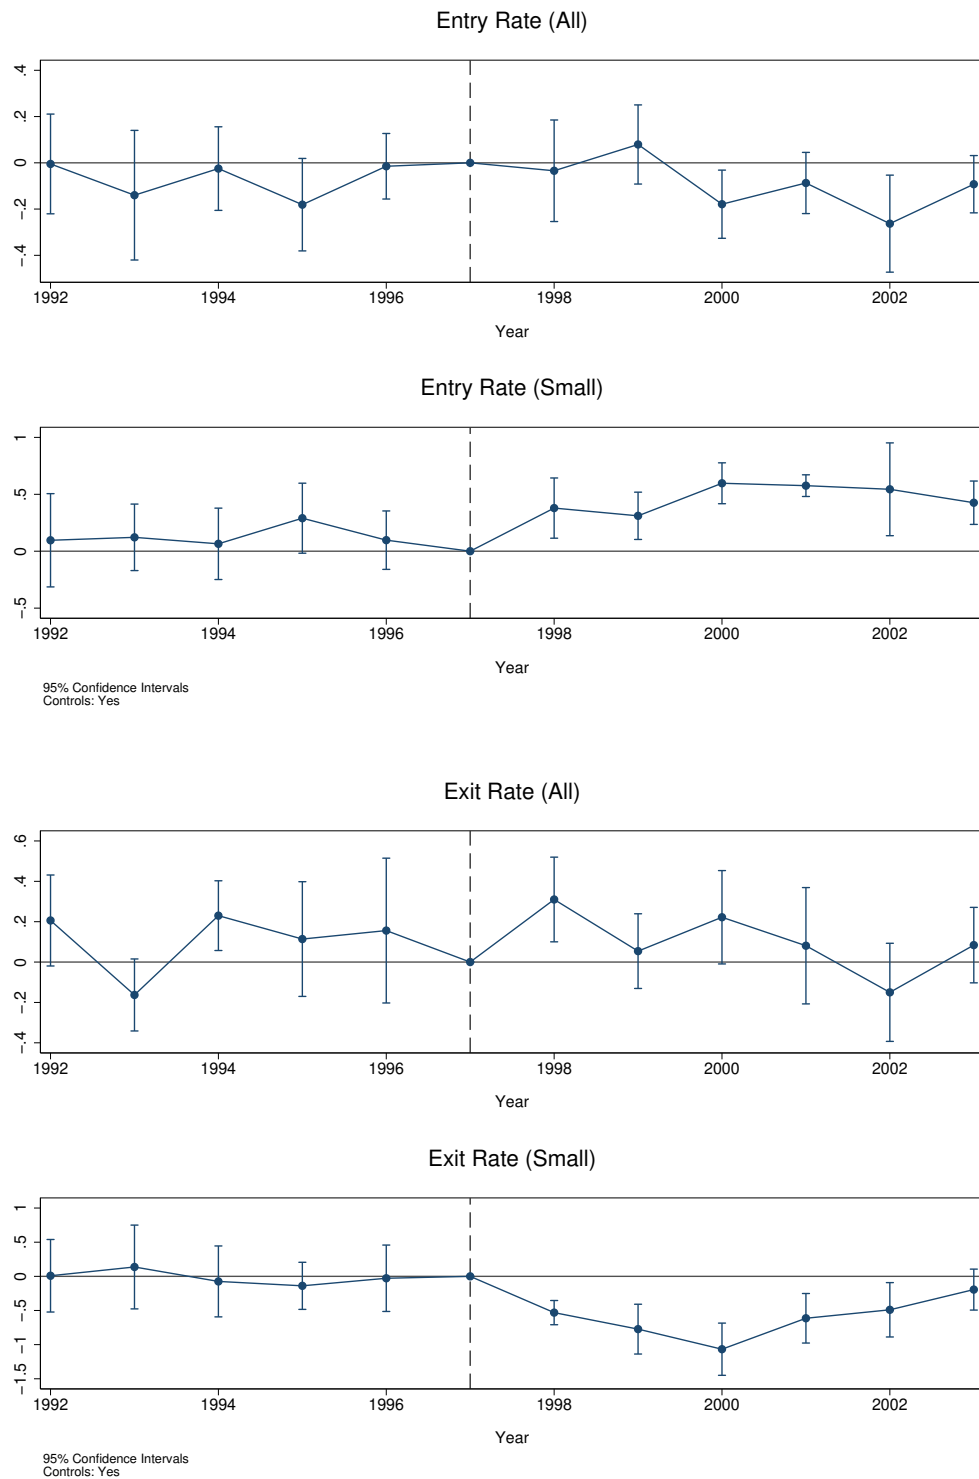 Entry Rate (All)
.4
.2
0
-.2
-.4
1992 1994 1996 1998 2000 2002
Year
Entry Rate (Small)
1
.5
0
-.5
1992 1994 1996 1998 2000 2002
Year
95% Confidence Intervals
Controls: Yes
Exit Rate (All)
.6
.4
.2
0
-.2
-.4
1992 1994 1996 1998 2000 2002
Year
Exit Rate (Small)
1
.5
0
-.5
-1
-1.5
1992 1994 1996 1998 2000 2002
Year
95% Confidence Intervals
Controls: Yes